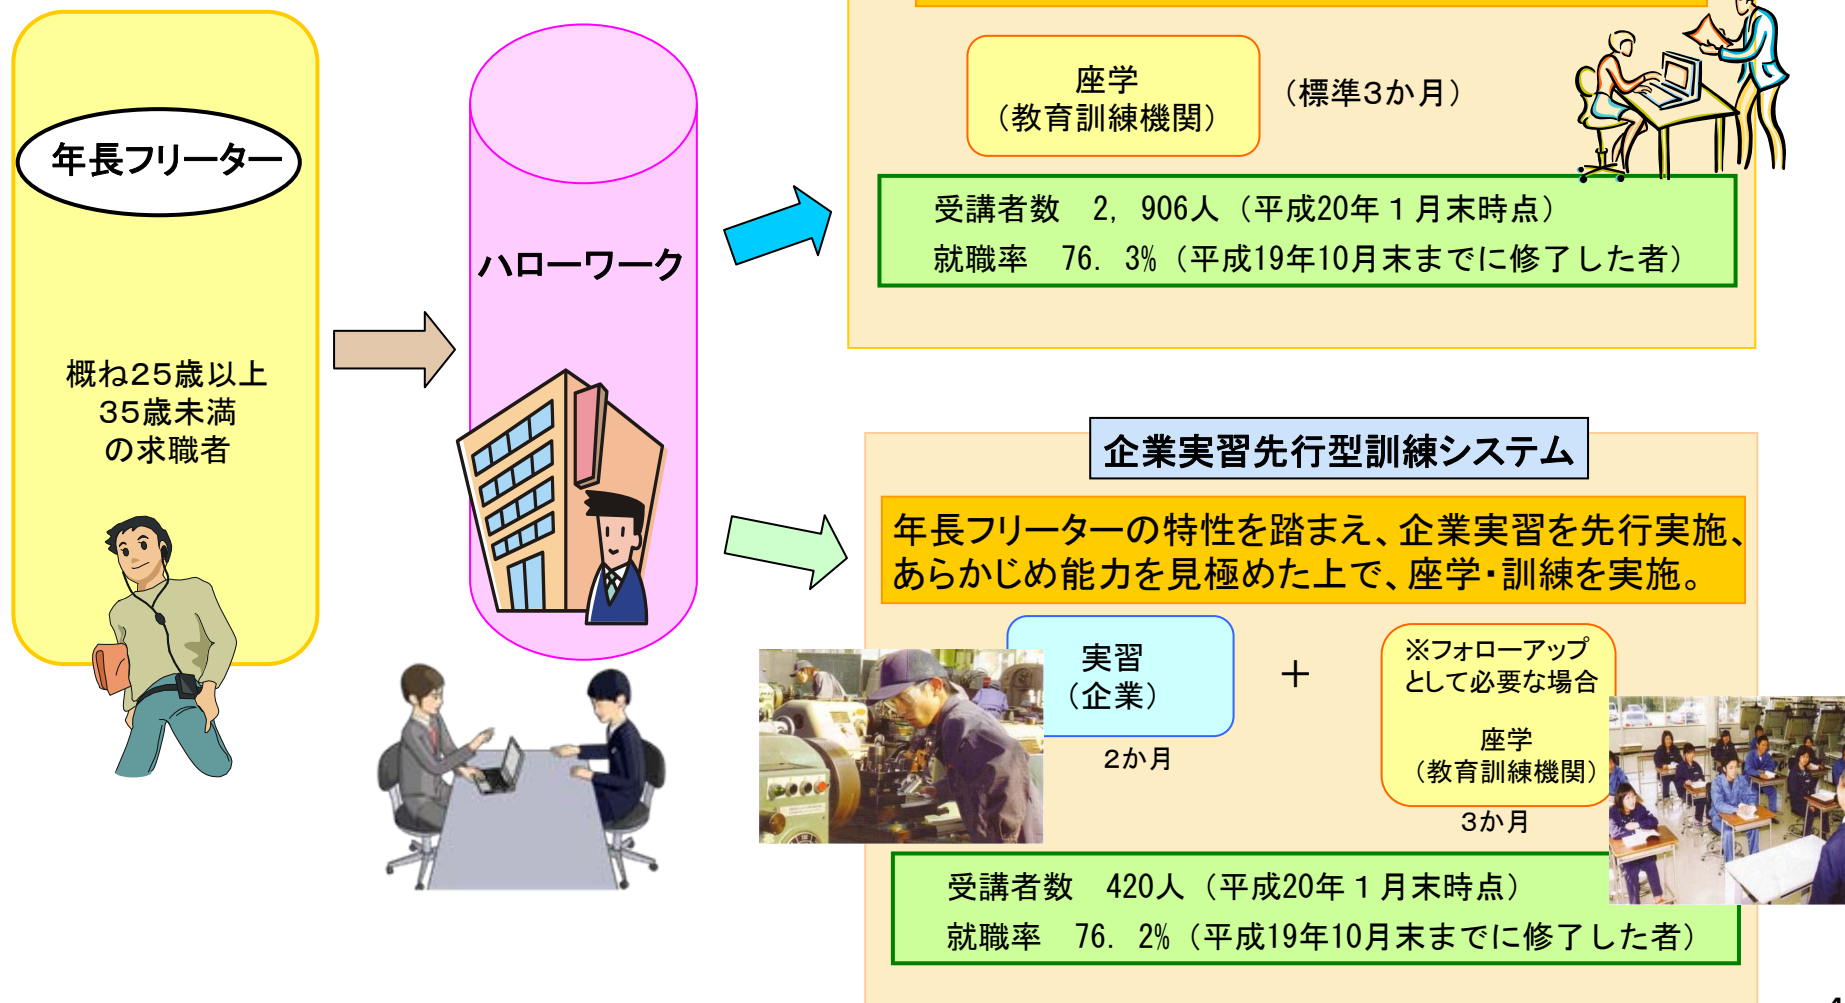 年長フリーター
概ね25歳以上
35歳未満
の求職者
ハローワーク
座学
（教育訓練機関）
（標準3か月）
受講者数　2，906人（平成20年１月末時点）
就職率　76．3%（平成19年10月末までに修了した者）
企業実習先行型訓練システム
年長フリーターの特性を踏まえ、企業実習を先行実施、
あらかじめ能力を見極めた上で、座学・訓練を実施。
実習
（企業）
2か月
＋
※フォローアップ
として必要な場合
座学
（教育訓練機関）
3か月
受講者数　420人（平成20年１月末時点）
就職率　76．2%（平成19年10月末までに修了した者）